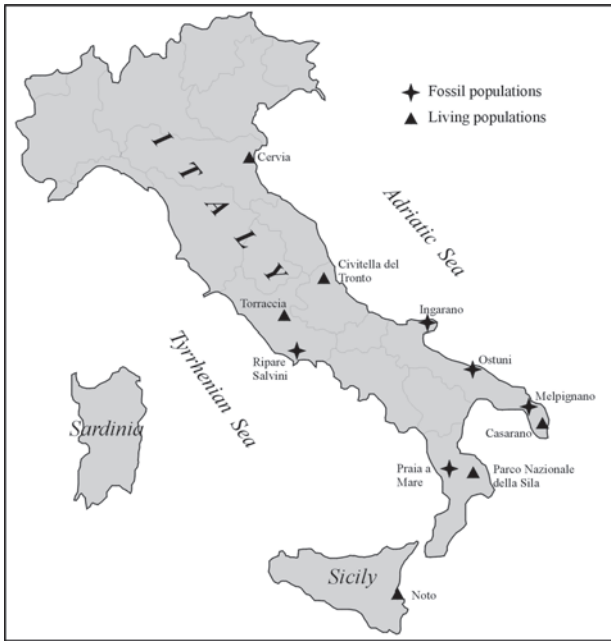 Fossil populations
Living populations
ITALY
Cervia
Adriatic Sea
Civitella del
Tronto
Torraccia
Ingarano
Tyrrhenian Sea
Ripare
Salvini
Ostuni
Melpignano
Sardinia
Casarano
Praia a
Mare
Parco Nazionale
della Sila
Sicily
Noto